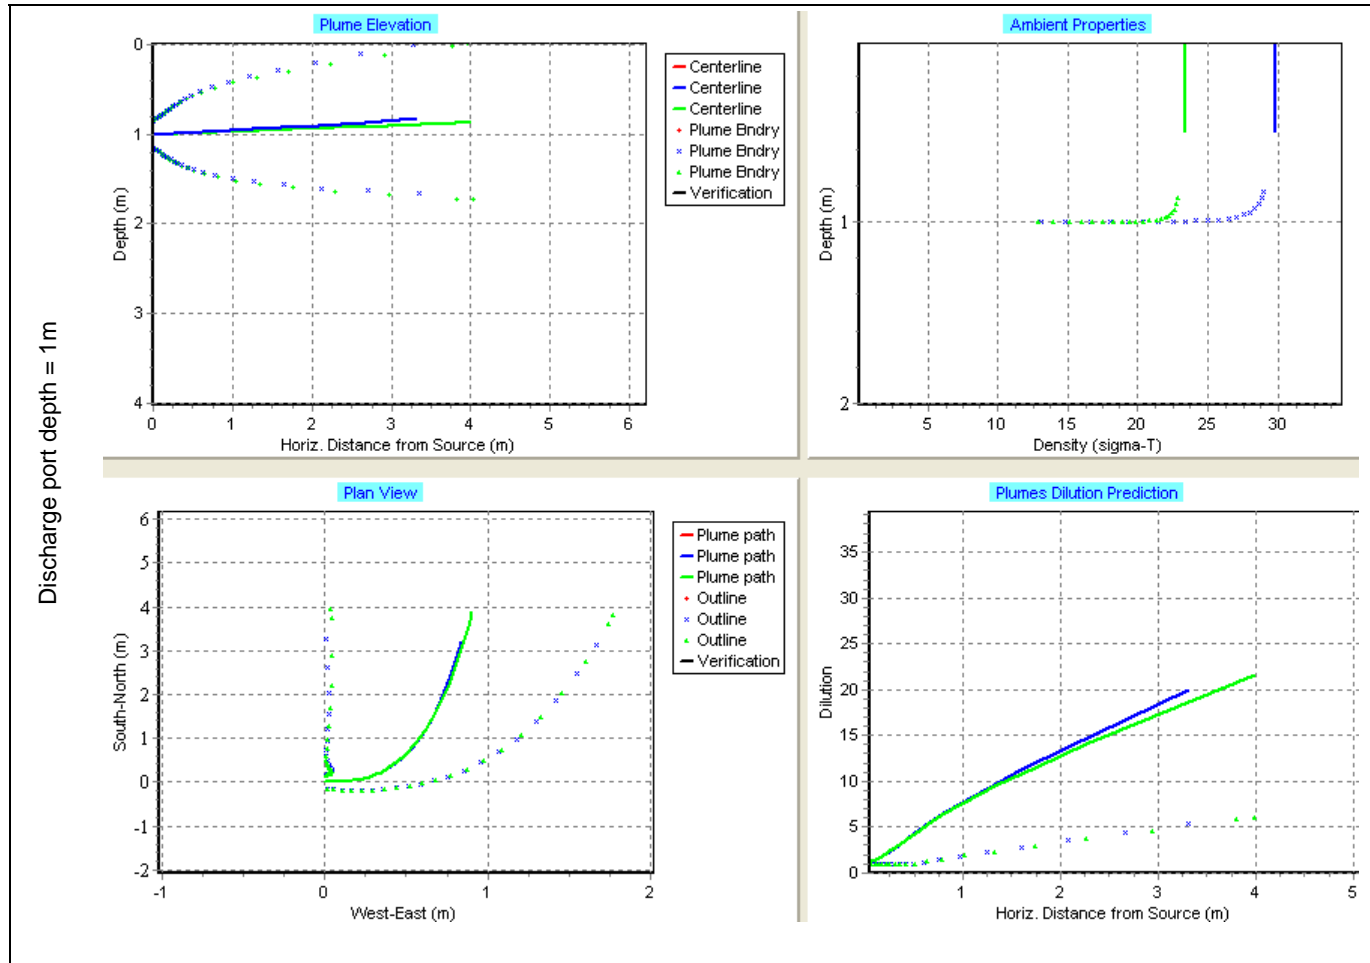 Discharge port depth = 1m
Plume Elevation
0
1
2
3
4
Depth (m)
0 1 2 3 4 5 6
Horiz. Distance from Source (m)
Centerline
Centerline
Centerline
Plume Bndry
Plume Bndry
Plume Bndry
Verification
Ambient Properties
1
2
Depth (m)
5 10 15 20 25 30
Density (sigma-T)
Plan View
6
5
4
3
2
1
0
-1
-2
South-North (m)
-1 0 1 2
West-East (m)
Plume path
Plume path
Plume path
Outline
Outline
Outline
Verification
Plumes Dilution Prediction
35
30
25
20
15
10
5
0
Dilution
1 2 3 4 5
Horiz. Distance from Source (m)